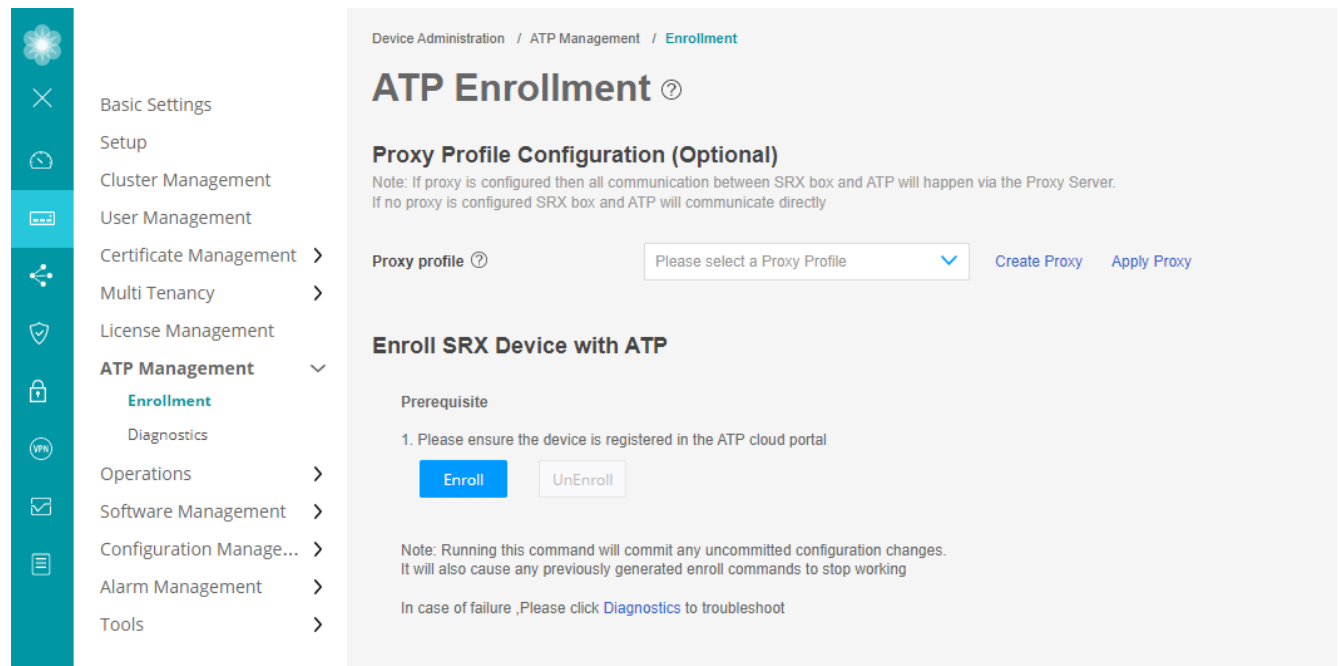 Device Administration / ATP Management / Enrollment
ATP Enrollment ?
Basic Settings
Setup
Cluster Management
User Management
Certificate Management
Multi Tenancy
License Management
ATP Management
Enrollment
Diagnostics
Operations
Software Management
Configuration Manage...
Alarm Management
Tools
VPN
Proxy Profile Configuration (Optional)
Note: If proxy is configured then all communication between SRX box and ATP will happen via the Proxy Server.
If no proxy is configured SRX box and ATP will communicate directly
Proxy profile ? Please select a Proxy Profile Create Proxy Apply Proxy
Enroll SRX Device with ATP
Prerequisite
1. Please ensure the device is registered in the ATP cloud portal
Enroll UnEnroll
Note: Running this command will commit any uncommitted configuration changes.
It will also cause any previously generated enroll commands to stop working
In case of failure ,Please click Diagnostics to troubleshoot